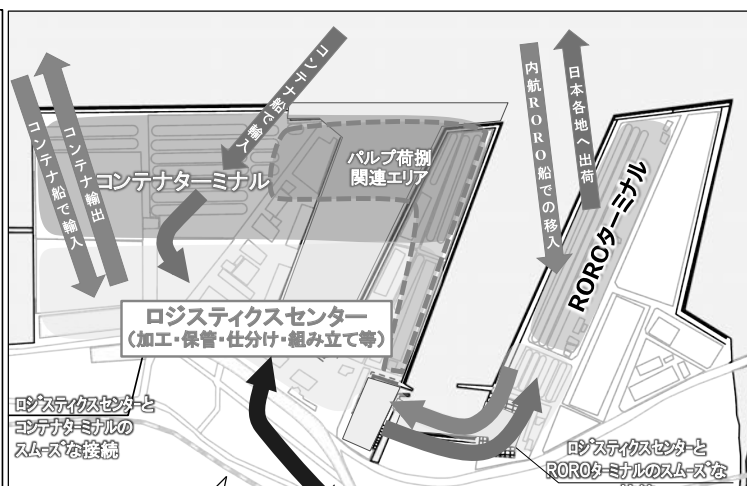 コンテナ船で輸入
コンテナ輸出
コンテナ船で輸入
コンテナターミナル
パルプ荷捌
関連エリア
内航RORO船での移入
日本各地へ出荷
ROROターミナル
ロジスティクスセンター
(加工・保管・仕分け・組み立て等)
ロジスティクスセンターと
コンテナターミナルの
スムーズな接続
ロジスティクスセンターと
ROROターミナルのスムーズな